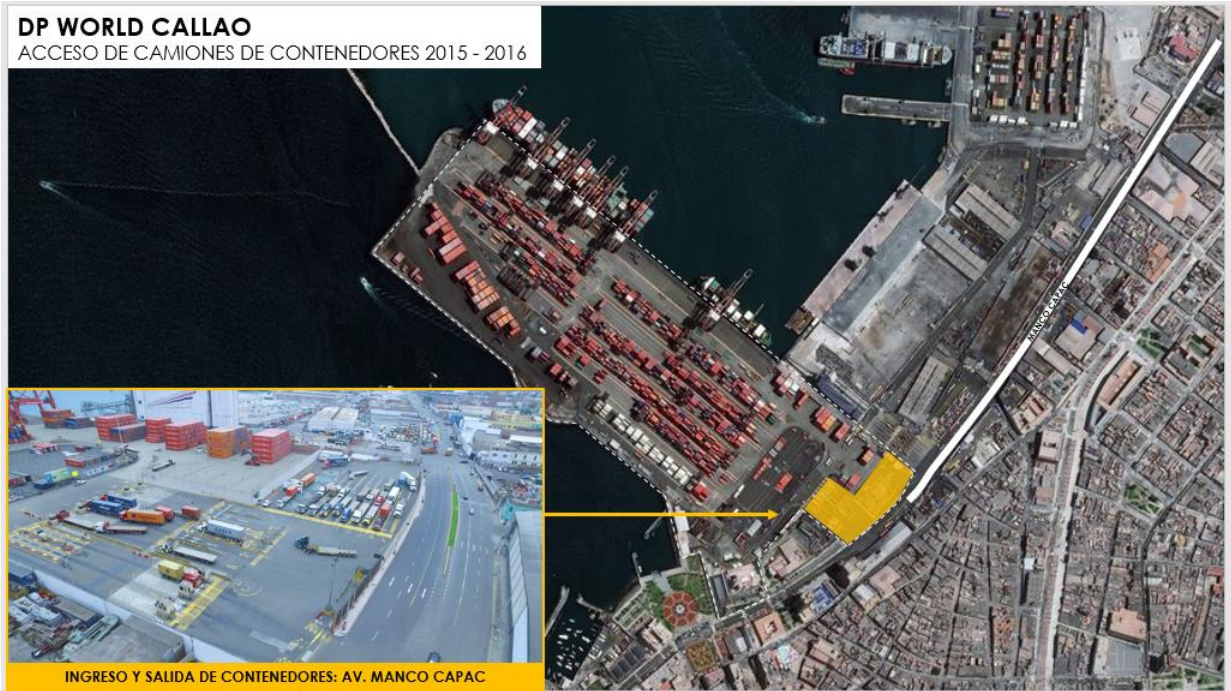 DP WORLD CALLAO
ACCESO DE CAMIONES DE CONTENEDORES 2015 - 2016
MANCO CAPAC
INGRESO Y SALIDA DE CONTENEDORES: AV. MANCO CAPAC